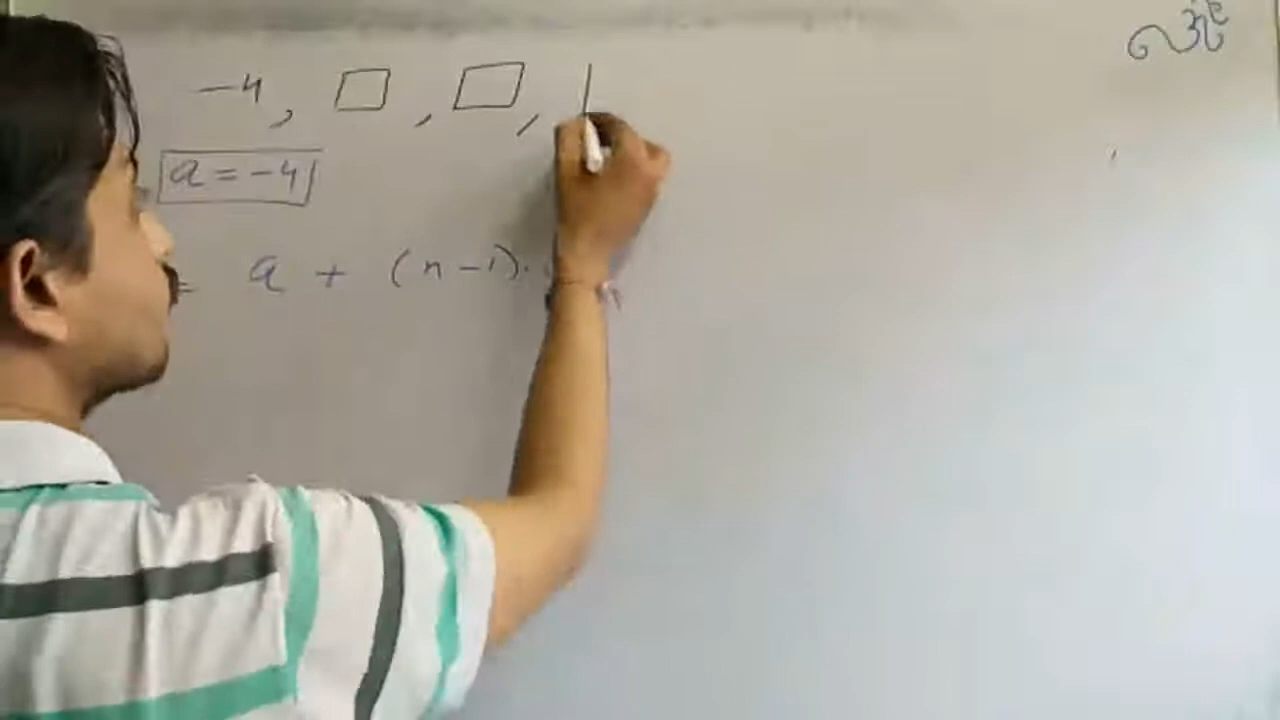 -4, □, □,
a = -4
= a + (n-1).